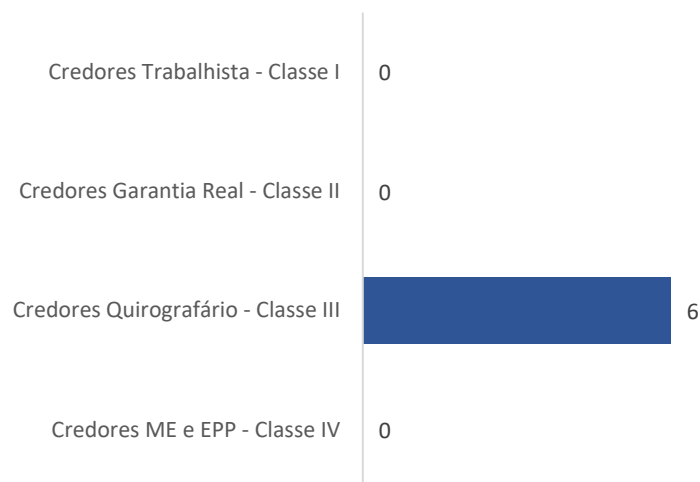 Credores Trabalhista - Classe I 0
Credores Garantia Real - Classe II 0
Credores Quirografário - Classe III 6
Credores ME e EPP - Classe IV 0